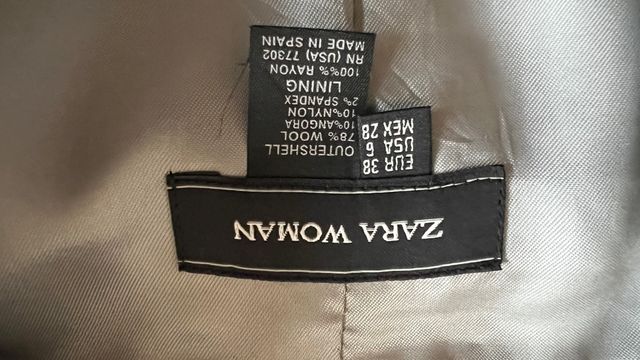 ZARA WOMAN
EUR 38
USA 6
MEX 28
OUTERSHELL
78% WOOL
10%ANGORA
10%NYLON
2% SPANDEX
LINING
100% RAYON
RN (USA) 77302
MADE IN SPAIN